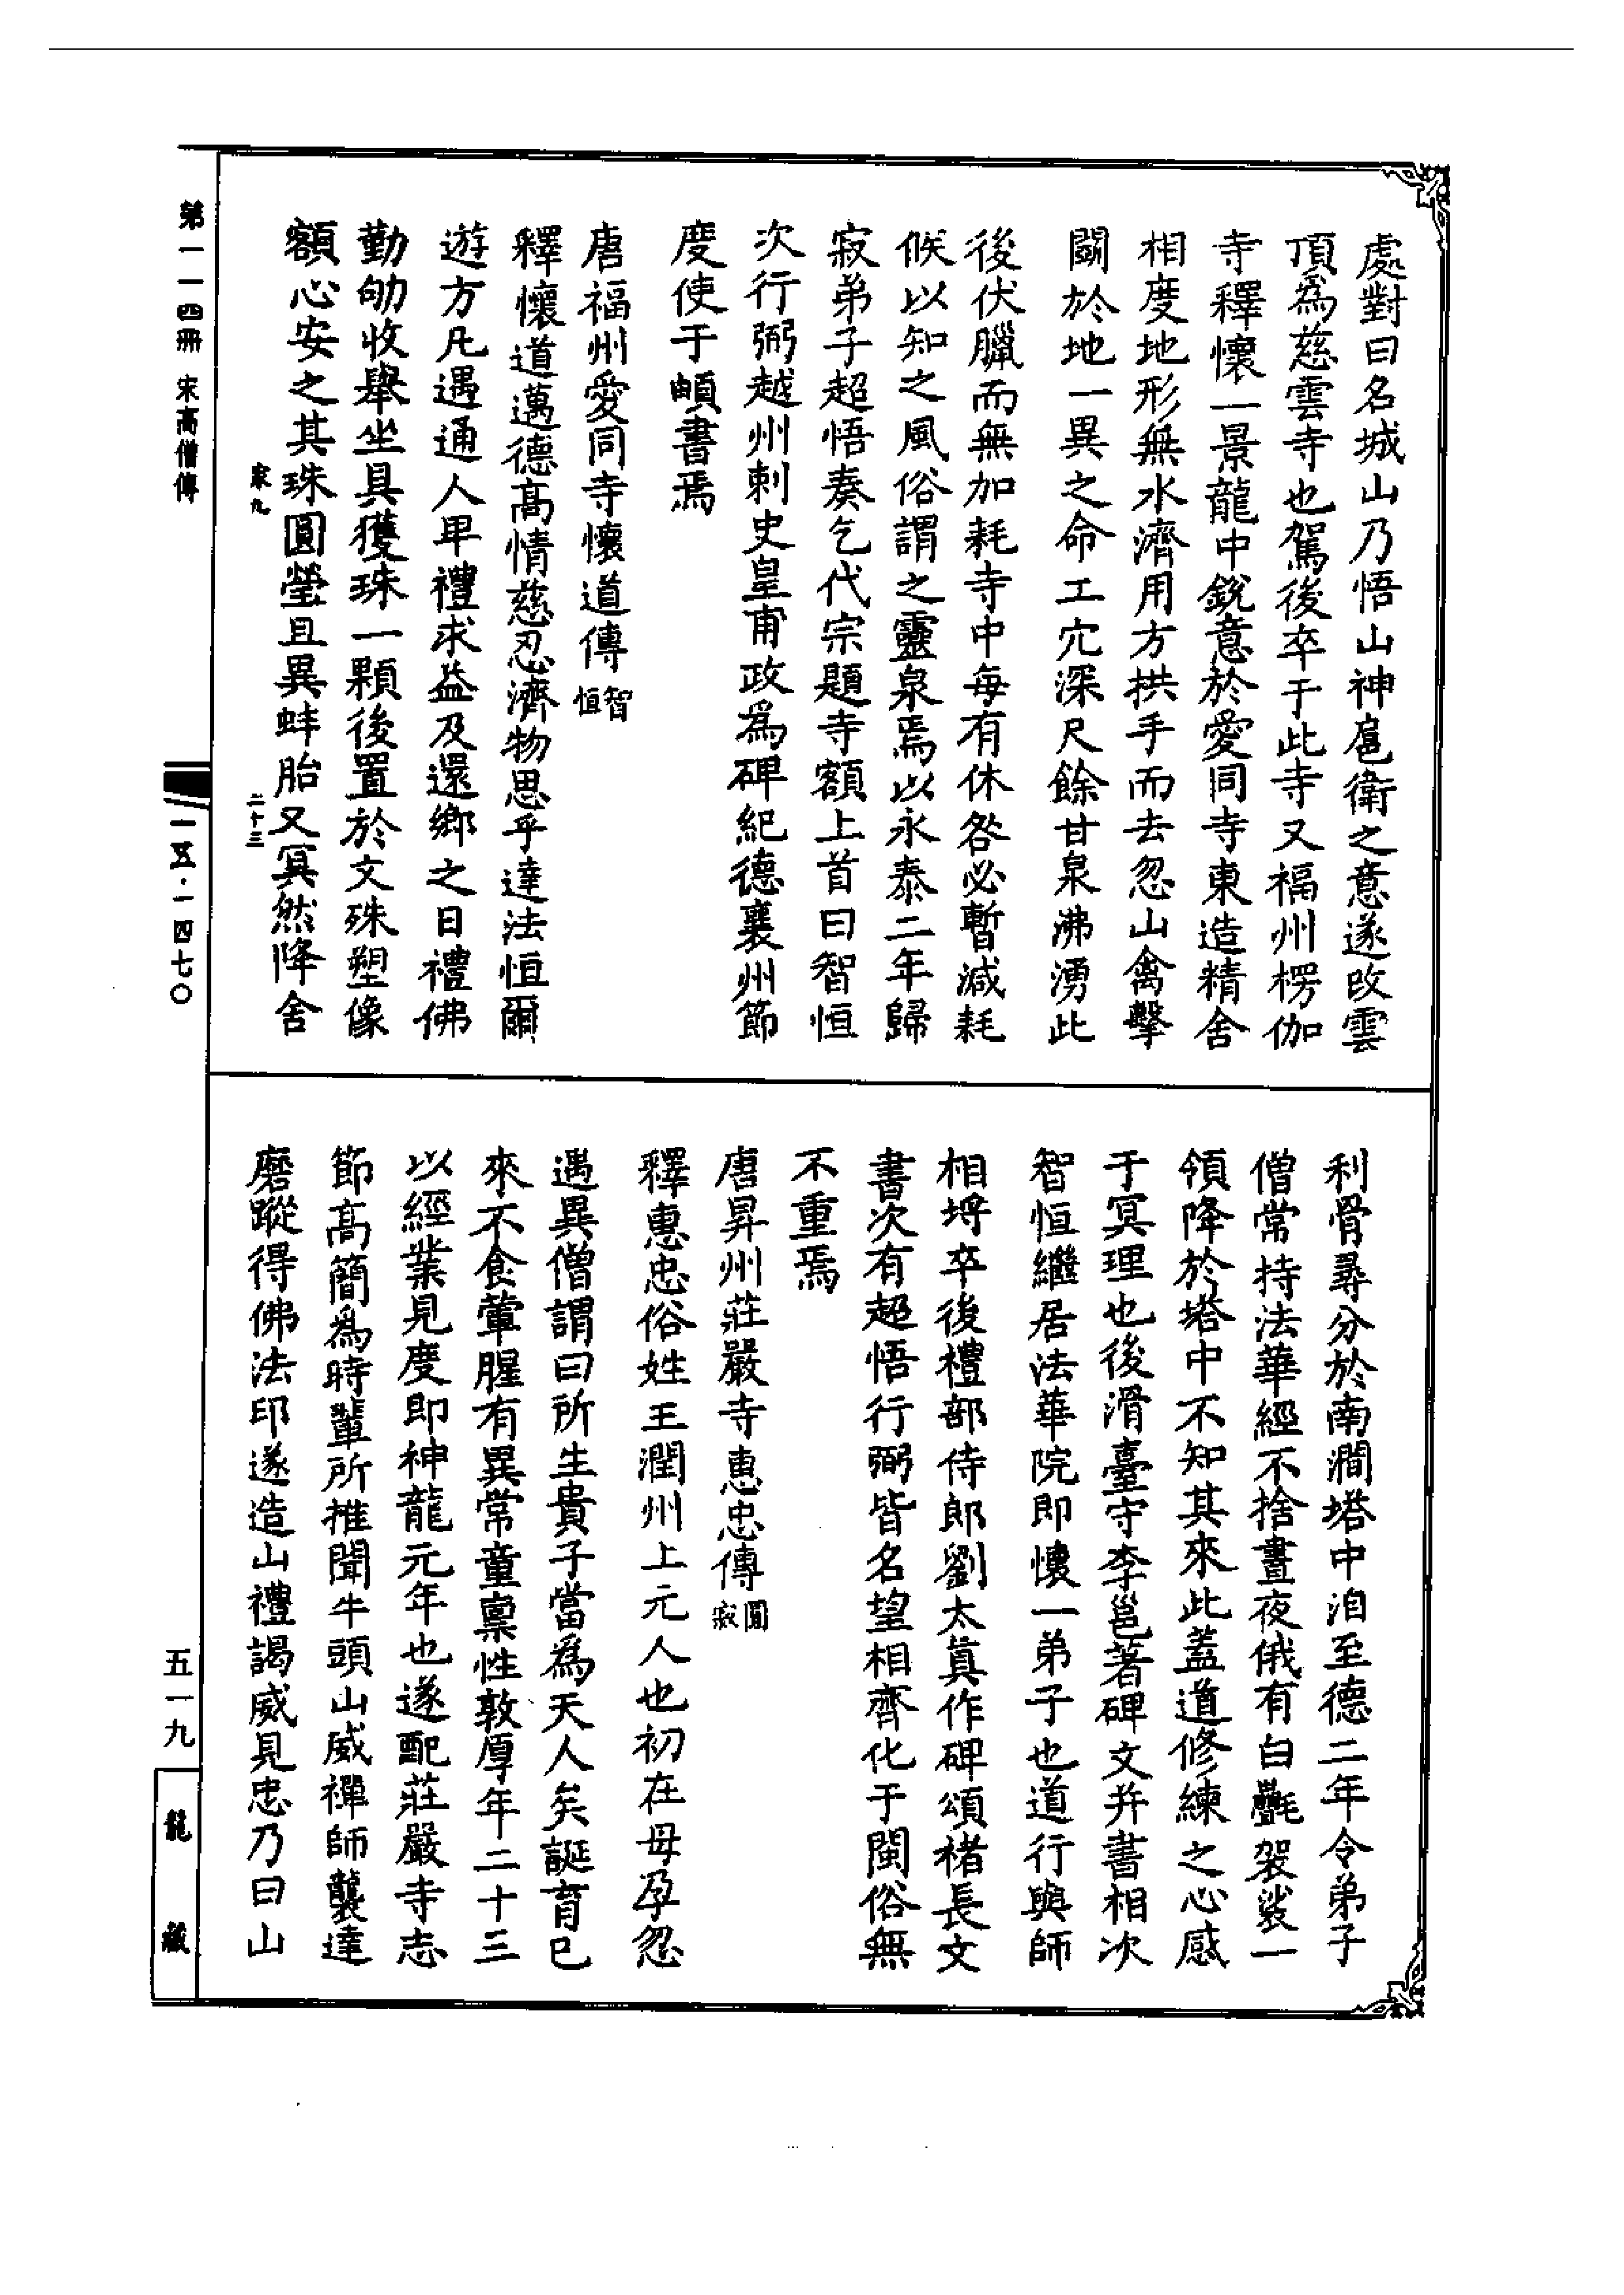 處對曰名城山乃悟山神扈衛之意遂改雲
頂爲慈雲寺也駕後卒于此寺又福州楞伽
寺釋懷一景龍中銳意於愛同寺東造精舍
相度地形無水濟用方拱手而去忽山禽擊
鬬於地一異之命工穴深尺餘甘泉沸湧此
後伏臘而無加耗寺中每有休咎必暫減耗
候以知之風俗謂之靈泉焉以永泰二年歸
寂弟子超悟奏乞代宗題寺額上首曰智恒
次行弼越州剌史皇甫政爲碑紀德襄州節
度使于頔書焉
唐福州愛同寺懷道傳智恒
釋懷道邁德高情慈忍濟物思乎達法恒爾
遊方凡遇通人卑禮求益及還鄉之日禮佛
勤劬收舉坐具獲珠一顆後置於文殊塑像
額心安之其珠圓瑩且異蚌胎又冥然降舍
利骨尋分於南澗塔中洎至德二年令弟子
僧常持法華經不捨晝夜俄有白氎袈裟一
領降於塔中不知其來此蓋道修練之心感
于冥理也後滑臺守李邕著碑文并書相次
智恒繼居法華院即懷一弟子也道行與師
相埒卒後禮部侍郎劉太真作碑頌褚長文
書次有超悟行弼皆名望相齊化于閩俗無
不重焉
唐昇州莊嚴寺惠忠傳圓寂
釋惠忠俗姓王潤州上元人也初在母孕忽
遇異僧謂曰所生貴子當爲天人矣誕育已
來不食葷腥有異常童稟性敦厚年二十三
以經業見度即神龍元年也遂配莊嚴寺志
節高簡爲時輩所推聞牛頭山威禪師襲達
磨蹤得佛法印遂造山禮謁威見忠乃曰山
家九
二十三
第一一四冊 宋高僧傳
一五·一四七〇
五一九
龍藏